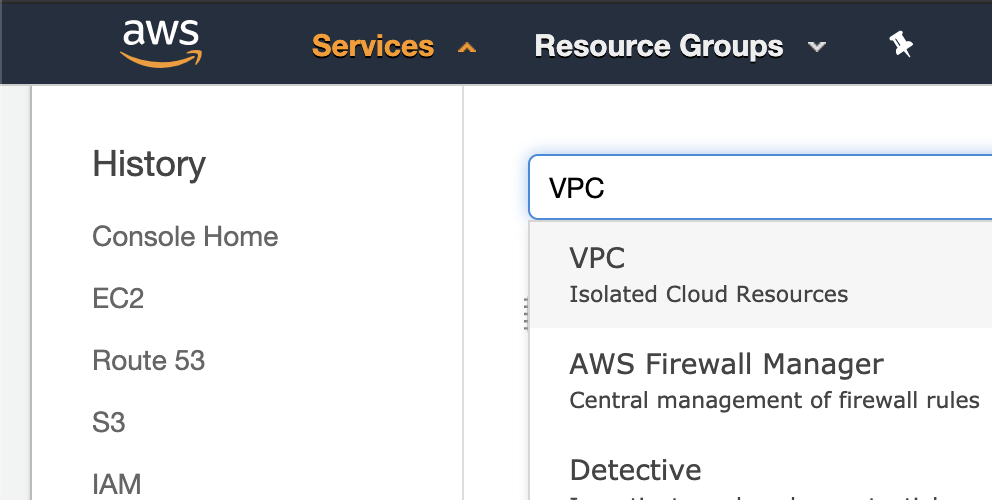 aws
Services
Resource Groups
History
Console Home
EC2
Route 53
S3
IAM
VPC
VPC
Isolated Cloud Resources
AWS Firewall Manager
Central management of firewall rules
Detective